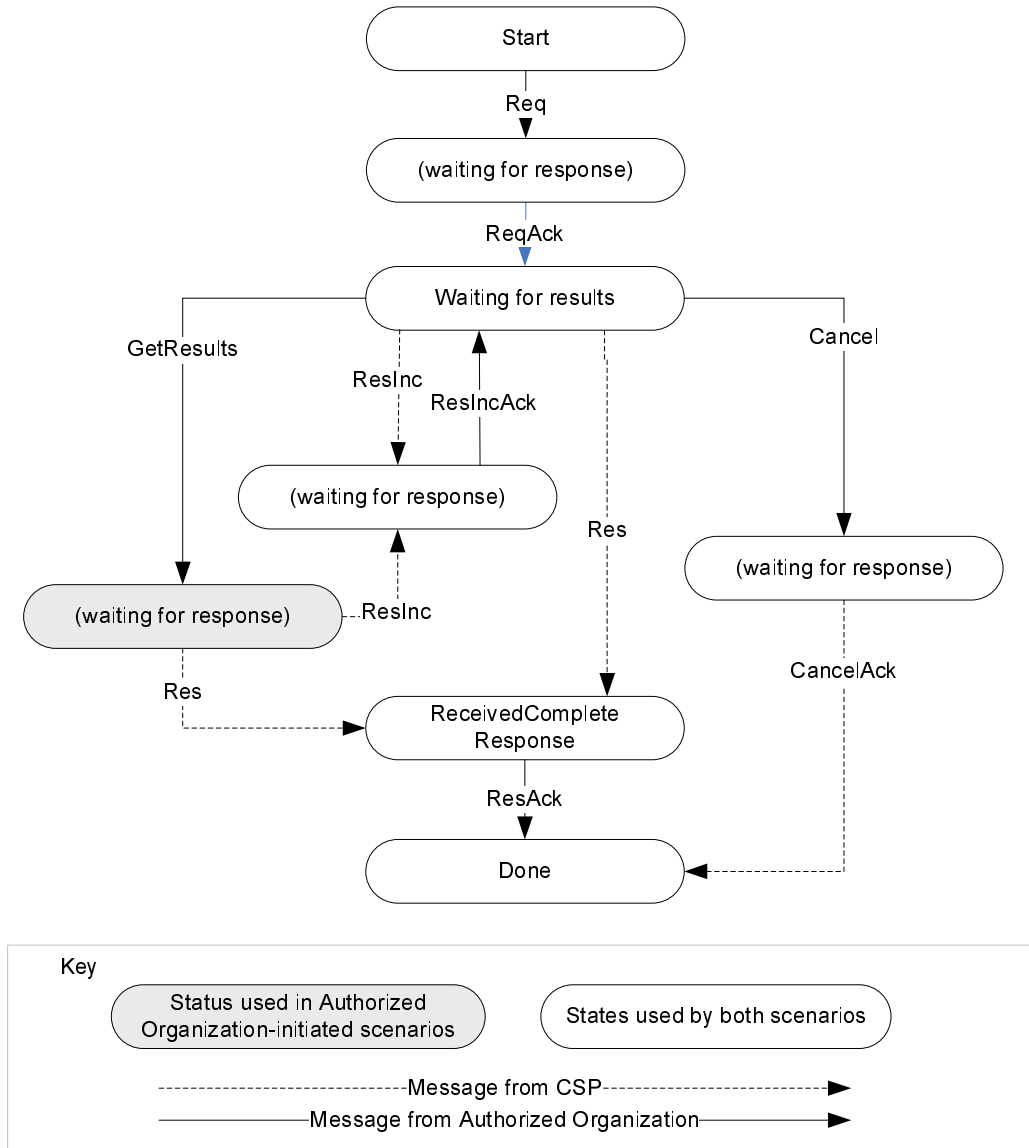 Start
Req
(waiting for response)
ReqAck
Waiting for results
GetResults
Cancel
ResInc
ResIncAck
(waiting for response)
Res
(waiting for response)
(waiting for response)
ResInc
CancelAck
Res
ReceivedComplete
Response
ResAck
Done
Key
Status used in Authorized
Organization-initiated scenarios
States used by both scenarios
Message from CSP
Message from Authorized Organization